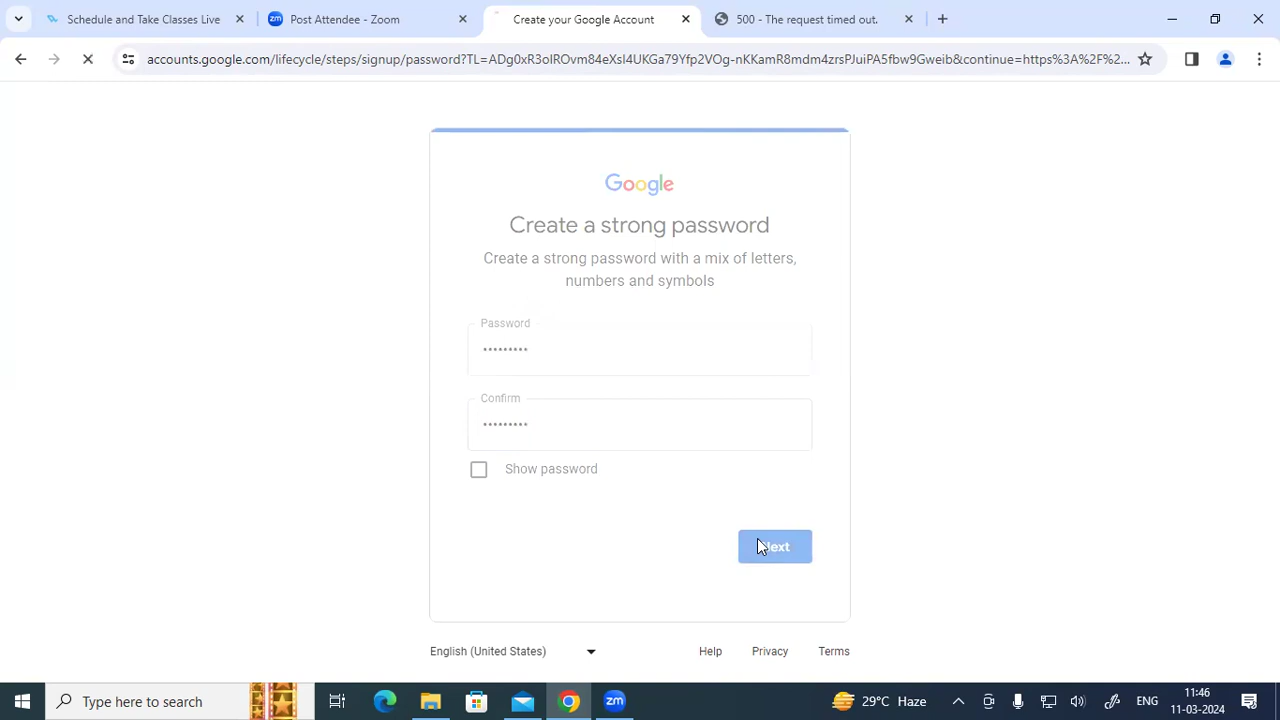 Schedule and Take Classes Live
zm Post Attendee - Zoom
Create your Google Account
500 - The request timed out.
accounts.google.com/lifecycle/steps/signup/password?TL=ADg0xR3oIROvm84eXsI4UKGa79Yfp2VOg-nKKamR8mdm4zrsPJuiPA5fbw9Gweib&continue=https%3A%2F%2...
Google
Create a strong password
Create a strong password with a mix of letters,
numbers and symbols
Password
•••••••••
Confirm
•••••••••
Show password
Next
English (United States)
Help
Privacy
Terms
Type here to search
zm
29°C Haze
ENG
11:46
11-03-2024